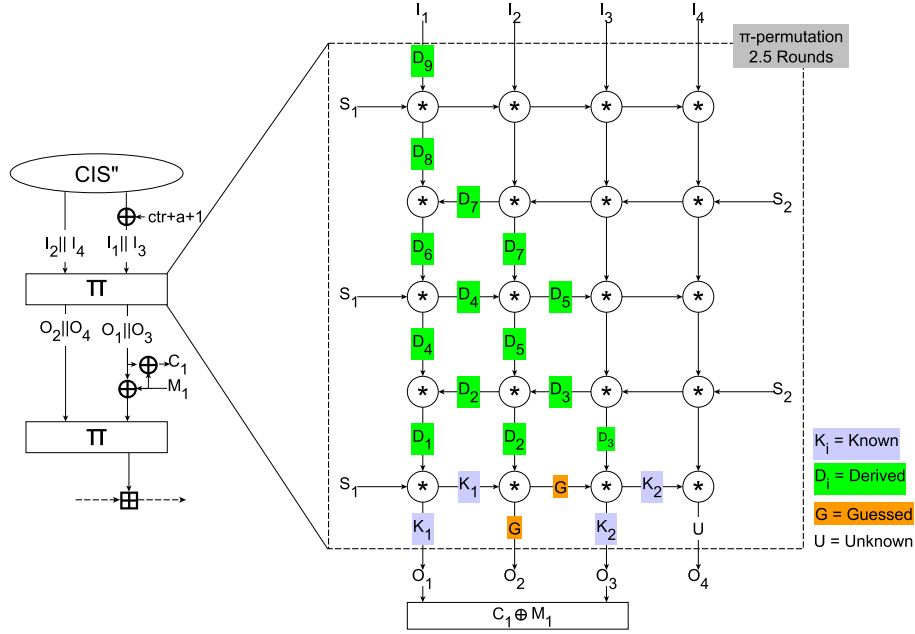 I₁ I₂ I₃ I₄
π-permutation
2.5 Rounds
D₉
S₁ * * * *
D₈
CIS"
ctr+a+1
* D₇ * * * S₂
I₂|| I₄ I₁|| I₃
D₆ D₇
π
S₁ * D₄ * D₅ * *
O₂||O₄ O₁||O₃
D₄ D₅
C₁
M₁
* D₂ * D₃ * * S₂
π
D₁ D₂ D₃
Kᵢ = Known
Dᵢ = Derived
G = Guessed
U = Unknown
S₁ * K₁ * G * K₂ *
K₁ G K₂ U
O₁ O₂ O₃ O₄
C₁ ⊕ M₁